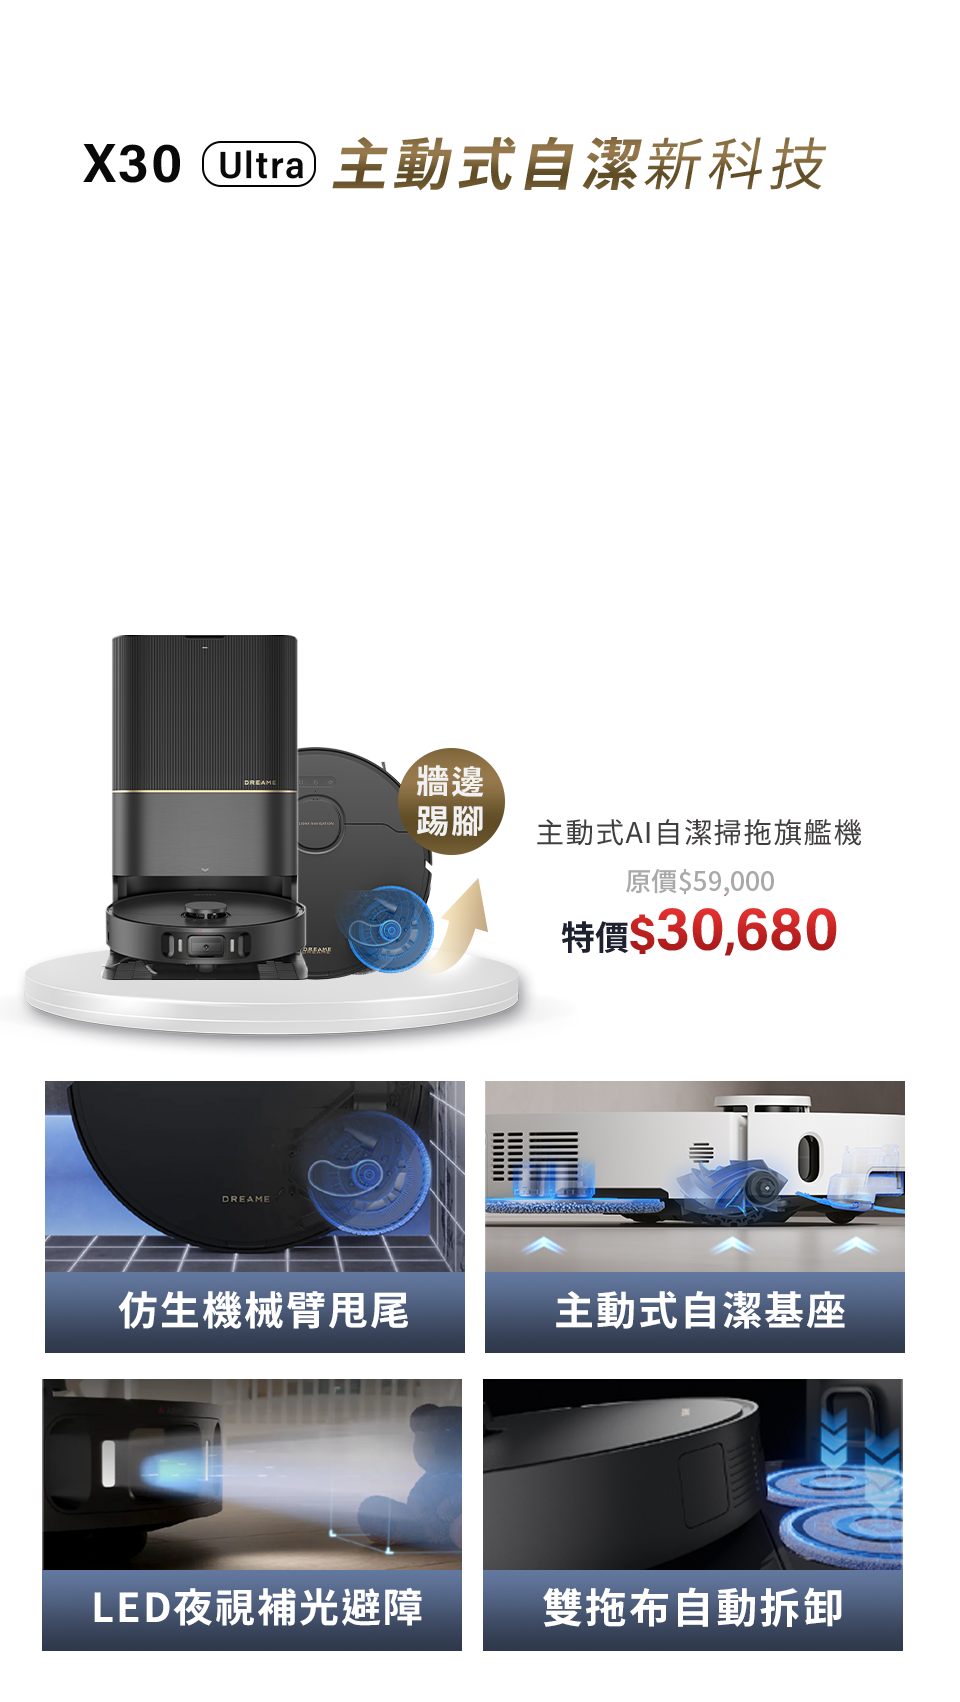 X30 Ultra 主動式自潔新科技
DREAME
牆邊
踢腳
DREAME
主動式AI自潔掃拖旗艦機
原價$59,000
特價$30,680
DREAME
仿生機械臂甩尾
主動式自潔基座
LED夜視補光避障
雙拖布自動拆卸